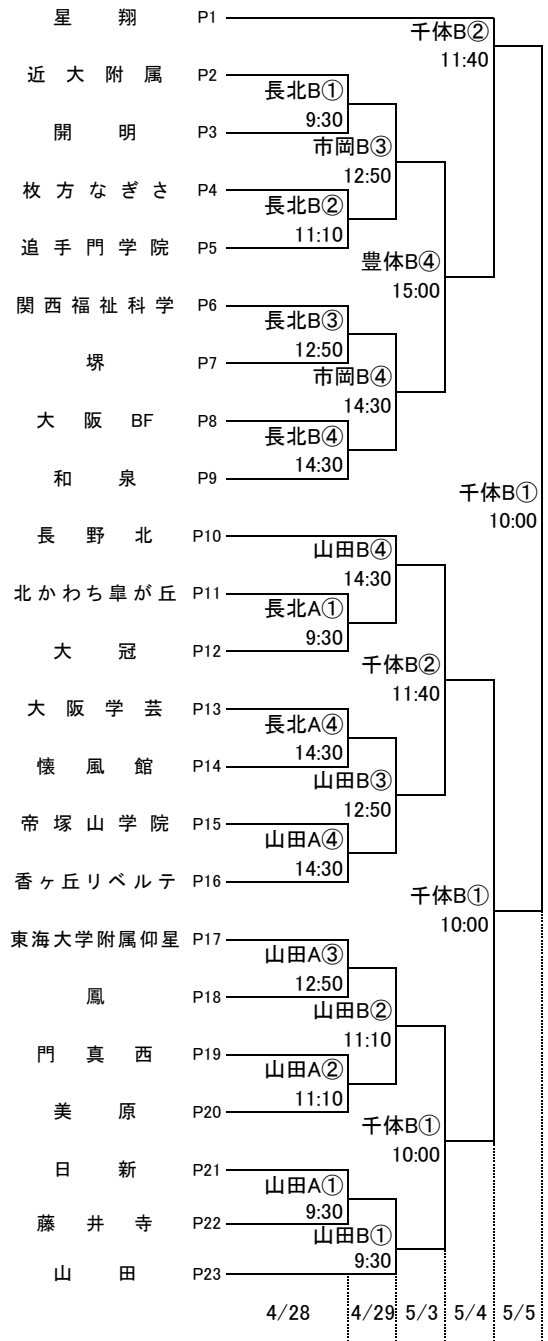 星翔 P1
千体B②
11:40
近大附属 P2
長北B①
9:30
開明 P3
市岡B③
12:50
枚方なぎさ P4
長北B②
11:10
追手門学院 P5
豊体B④
15:00
関西福祉科学 P6
長北B③
12:50
堺 P7
市岡B④
14:30
大阪BF P8
長北B④
14:30
和泉 P9
千体B①
10:00
長野北 P10
山田B④
14:30
北かわち皐が丘 P11
長北A①
9:30
大冠 P12
千体B②
11:40
大阪学芸 P13
長北A④
14:30
懐風館 P14
山田B③
12:50
帝塚山学院 P15
山田A④
14:30
香ヶ丘リベルテ P16
千体B①
10:00
東海大学附属仰星 P17
山田A③
12:50
鳳 P18
山田B②
11:10
門真西 P19
山田A②
11:10
美原 P20
千体B①
10:00
日新 P21
山田A①
9:30
藤井寺 P22
山田B①
9:30
山田 P23
4/28 4/29 5/3 5/4 5/5